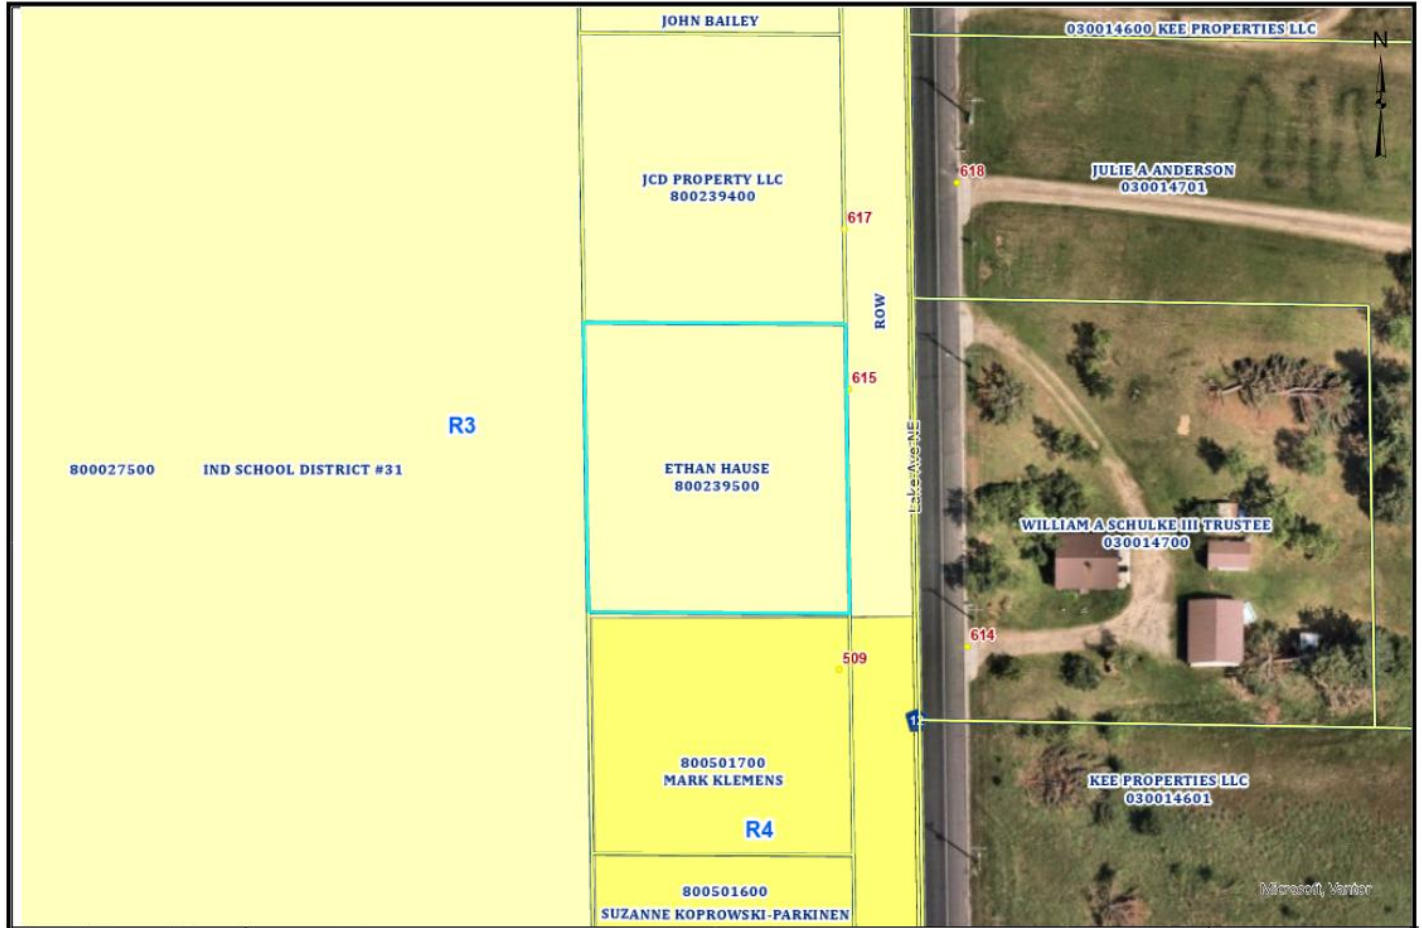 JOHN BAILEY
030014600 KEE PROPERTIES LLC
N
JCD PROPERTY LLC
800239400
618
JULIE A ANDERSON
030014701
617
ROW
615
R3
800027500 IND SCHOOL DISTRICT #31
ETHAN HAUSE
800239500
Lake Ave NE
WILLIAM A SCHULKE III TRUSTEE
030014700
614
509
12
800501700
MARK KLEMENS
KEE PROPERTIES LLC
030014601
R4
800501600
SUZANNE KOPROWSKI-PARKINEN
Microsoft, Vantor